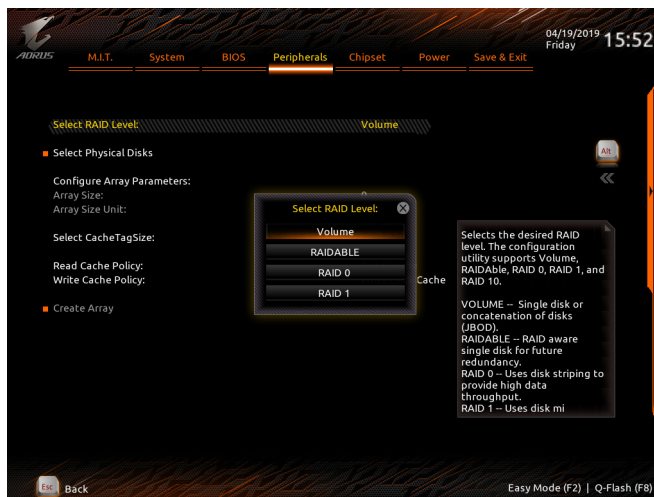 AORUS
M.I.T. System BIOS Peripherals Chipset Power Save & Exit
04/19/2019
Friday
15:52
Select RAID Level: Volume
Select Physical Disks
Configure Array Parameters:
Array Size:
Array Size Unit:
Select CacheTagSize:
Read Cache Policy:
Write Cache Policy: Cache
Create Array
Select RAID Level:
Volume
RAIDABLE
RAID 0
RAID 1
Alt
Selects the desired RAID
level. The configuration
utility supports Volume,
RAIDAble, RAID 0, RAID 1, and
RAID 10.
VOLUME -- Single disk or
concatenation of disks
(JBOD).
RAIDABLE -- RAID aware
single disk for future
redundancy.
RAID 0 -- Uses disk striping to
provide high data
throughput.
RAID 1 -- Uses disk mi
Esc Back
Easy Mode (F2) | Q-Flash (F8)